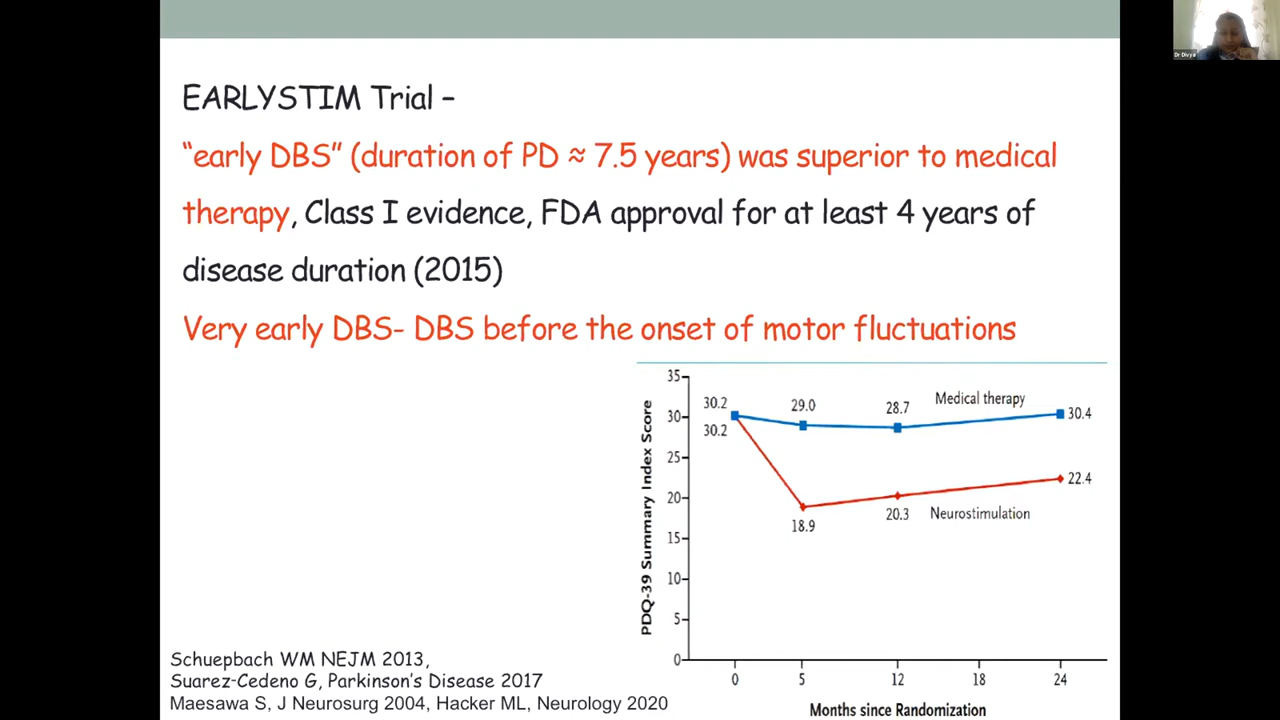 Dr Divya
EARLYSTIM Trial –
“early DBS” (duration of PD ≈ 7.5 years) was superior to medical
therapy, Class I evidence, FDA approval for at least 4 years of
disease duration (2015)
Very early DBS- DBS before the onset of motor fluctuations
PDQ-39 Summary Index Score
35
30
25
20
15
10
5
0
30.2
30.2
29.0
28.7
Medical therapy
30.4
18.9
20.3
Neurostimulation
22.4
0 5 12 18 24
Months since Randomization
Schuepbach WM NEJM 2013,
Suarez-Cedeno G, Parkinson’s Disease 2017
Maesawa S, J Neurosurg 2004, Hacker ML, Neurology 2020